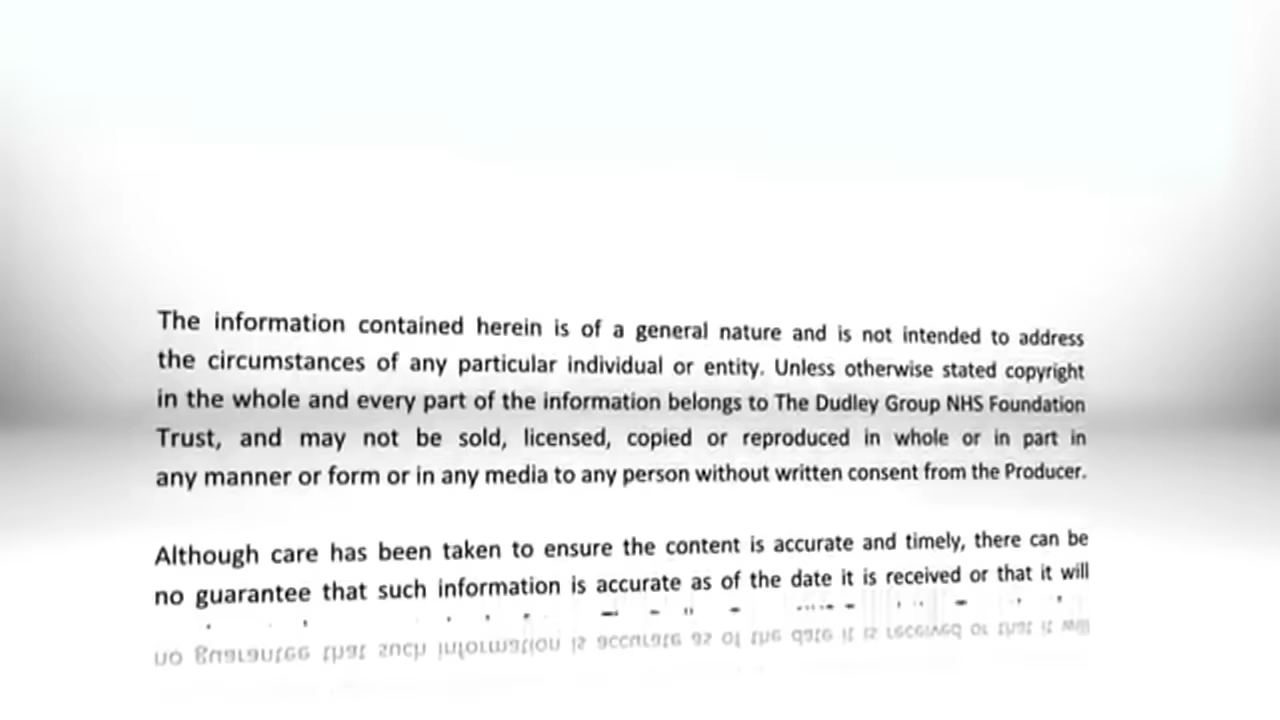 The information contained herein is of a general nature and is not intended to address
the circumstances of any particular individual or entity. Unless otherwise stated copyright
in the whole and every part of the information belongs to The Dudley Group NHS Foundation
Trust, and may not be sold, licensed, copied or reproduced in whole or in part in
any manner or form or in any media to any person without written consent from the Producer.
Although care has been taken to ensure the content is accurate and timely, there can be
no guarantee that such information is accurate as of the date it is received or that it will